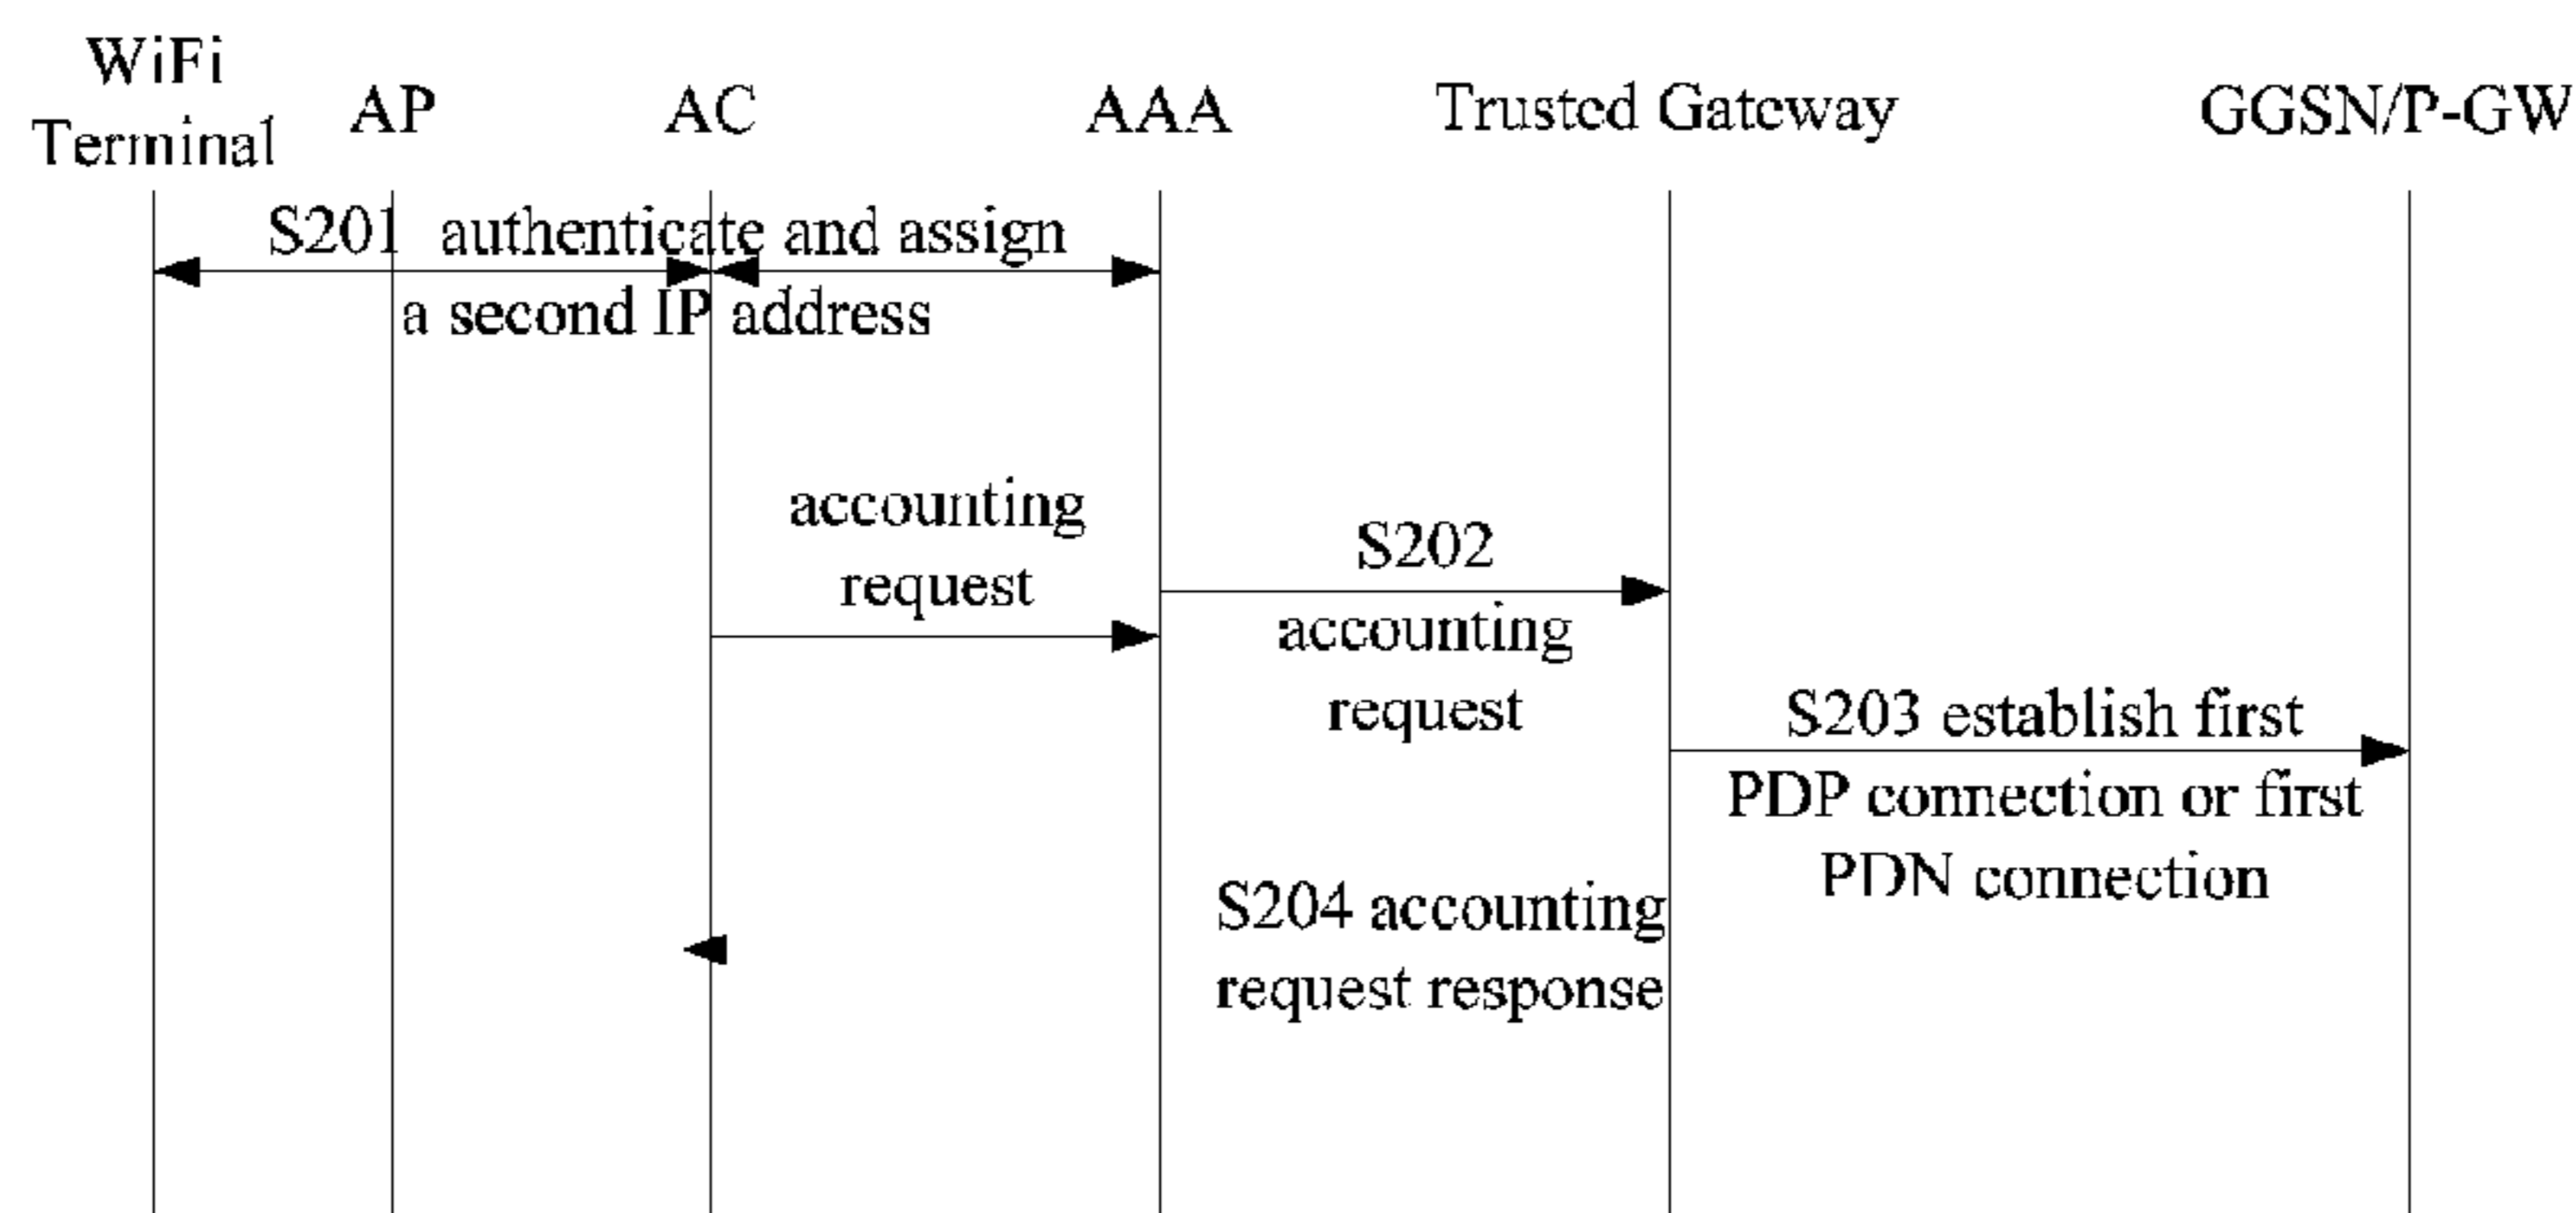 WiFi
Terminal
AP
AC
AAA
Trusted Gateway
GGSN/P-GW
S201 authenticate and assign
a second IP address
accounting
request
S202
accounting
request
S203 establish first
PDP connection or first
PDN connection
S204 accounting
request response